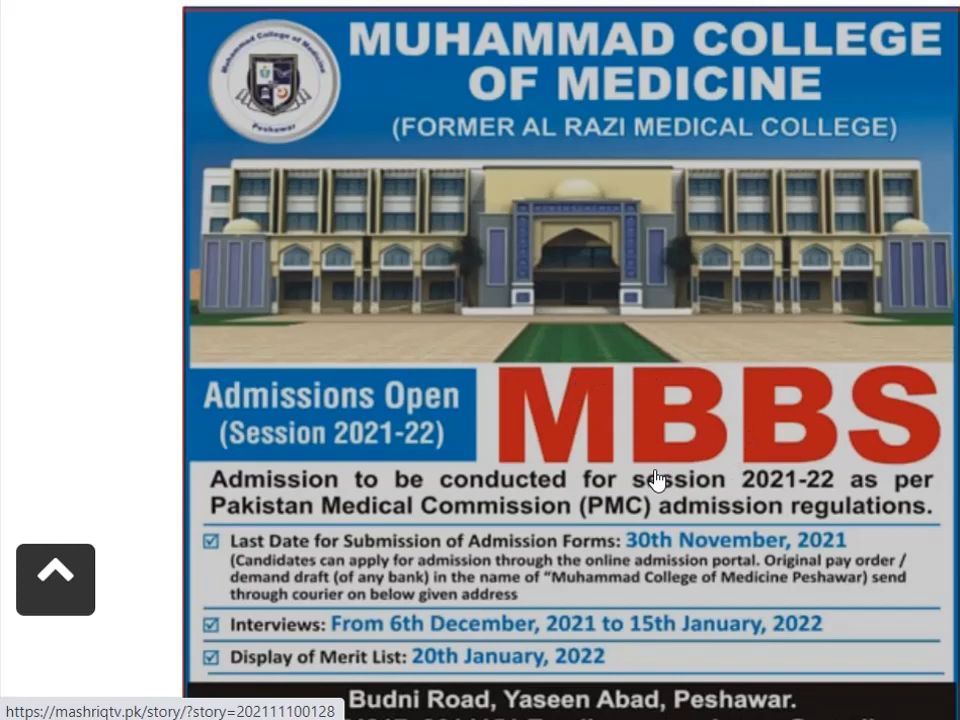 Muhammad College of Medicine
Peshawar
MUHAMMAD COLLEGE
OF MEDICINE
(FORMER AL RAZI MEDICAL COLLEGE)
Admissions Open
(Session 2021-22)
MBBS
Admission to be conducted for session 2021-22 as per
Pakistan Medical Commission (PMC) admission regulations.
Last Date for Submission of Admission Forms: 30th November, 2021
(Candidates can apply for admission through the online admission portal. Original pay order /
demand draft (of any bank) in the name of “Muhammad College of Medicine Peshawar) send
through courier on below given address
Interviews: From 6th December, 2021 to 15th January, 2022
Display of Merit List: 20th January, 2022
Budni Road, Yaseen Abad, Peshawar.
https://mashriqtv.pk/story/?story=202111100128